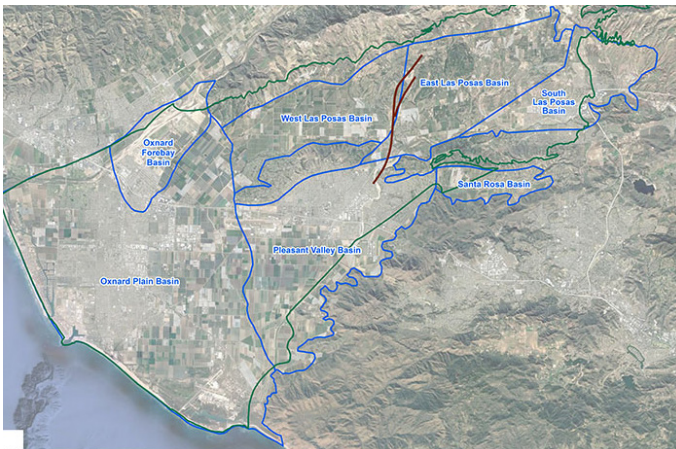 East Las Posas Basin
South
Las Posas
Basin
West Las Posas Basin
Oxnard
Forebay
Basin
Santa Rosa Basin
Pleasant Valley Basin
Oxnard Plain Basin